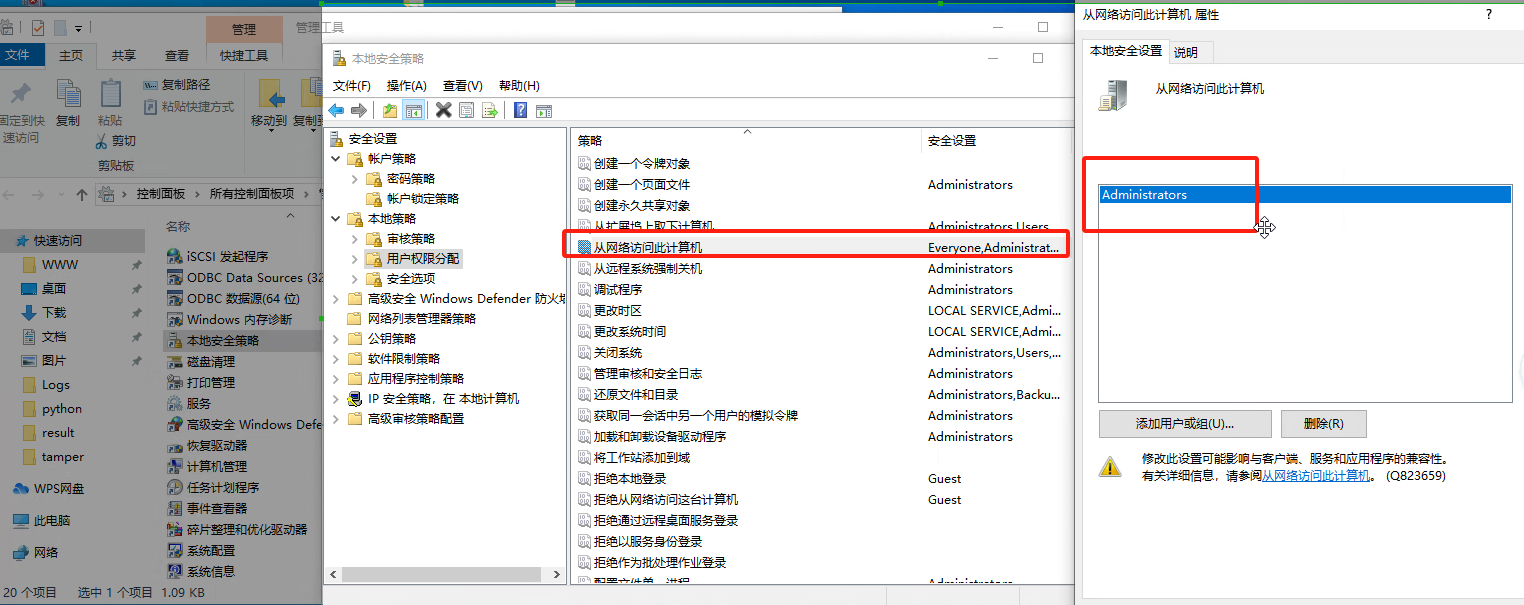 管理
管理工具
文件
主页
共享
查看
快捷工具
固定到快
速访问
复制
粘贴
复制路径
粘贴快捷方式
剪切
移动到
复制到
剪贴板
控制面板
所有控制面板项
快速访问
WWW
桌面
下载
文档
图片
Logs
python
result
tamper
WPS网盘
此电脑
网络
名称
iSCSI 发起程序
ODBC Data Sources (32
ODBC 数据源(64 位)
Windows 内存诊断
本地安全策略
磁盘清理
打印管理
服务
高级安全 Windows Defe
恢复驱动器
计算机管理
任务计划程序
事件查看器
碎片整理和优化驱动器
系统配置
系统信息
20 个项目
选中 1 个项目
1.09 KB
本地安全策略
文件(F)
操作(A)
查看(V)
帮助(H)
安全设置
帐户策略
密码策略
帐户锁定策略
本地策略
审核策略
用户权限分配
安全选项
高级安全 Windows Defender 防火墙
网络列表管理器策略
公钥策略
软件限制策略
应用程序控制策略
IP 安全策略，在 本地计算机
高级审核策略配置
策略 安全设置
创建一个令牌对象
创建一个页面文件 Administrators
创建永久共享对象
从扩展坞上取下计算机 Administrators,Users
从网络访问此计算机 Everyone,Administrat...
从远程系统强制关机 Administrators
调试程序 Administrators
更改时区 LOCAL SERVICE,Admi...
更改系统时间 LOCAL SERVICE,Admi...
关闭系统 Administrators,Users,...
管理审核和安全日志 Administrators
还原文件和目录 Administrators,Backu...
获取同一会话中另一个用户的模拟令牌 Administrators
加载和卸载设备驱动程序 Administrators
将工作站添加到域
拒绝本地登录 Guest
拒绝从网络访问这台计算机 Guest
拒绝通过远程桌面服务登录
拒绝以服务身份登录
拒绝作为批处理作业登录
配置文件单一进程 Administrators
从网络访问此计算机 属性
?
本地安全设置
说明
从网络访问此计算机
Administrators
添加用户或组(U)...
删除(R)
修改此设置可能影响与客户端、服务和应用程序的兼容性。
有关详细信息，请参阅从网络访问此计算机。 (Q823659)